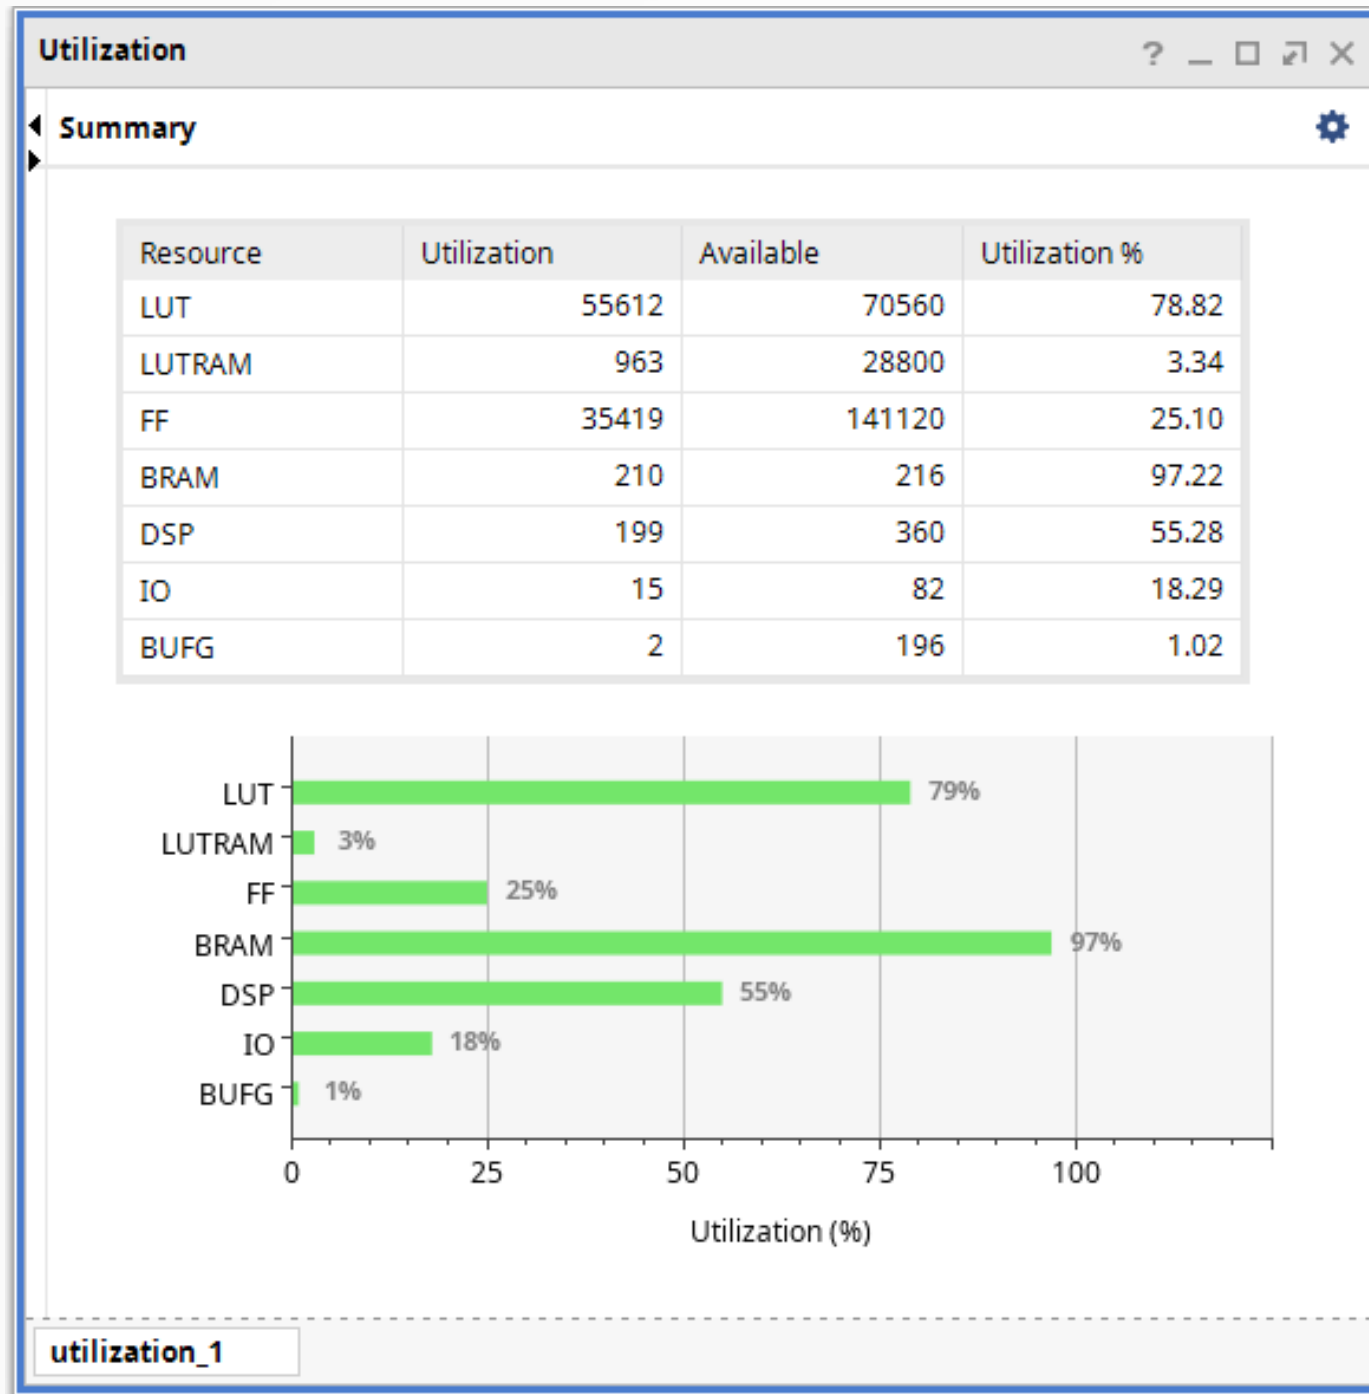 Utilization
Summary
Resource Utilization Available Utilization %
LUT 55612 70560 78.82
LUTRAM 963 28800 3.34
FF 35419 141120 25.10
BRAM 210 216 97.22
DSP 199 360 55.28
IO 15 82 18.29
BUFG 2 196 1.02
LUT 79%
LUTRAM 3%
FF 25%
BRAM 97%
DSP 55%
IO 18%
BUFG 1%
0 25 50 75 100
Utilization (%)
utilization_1